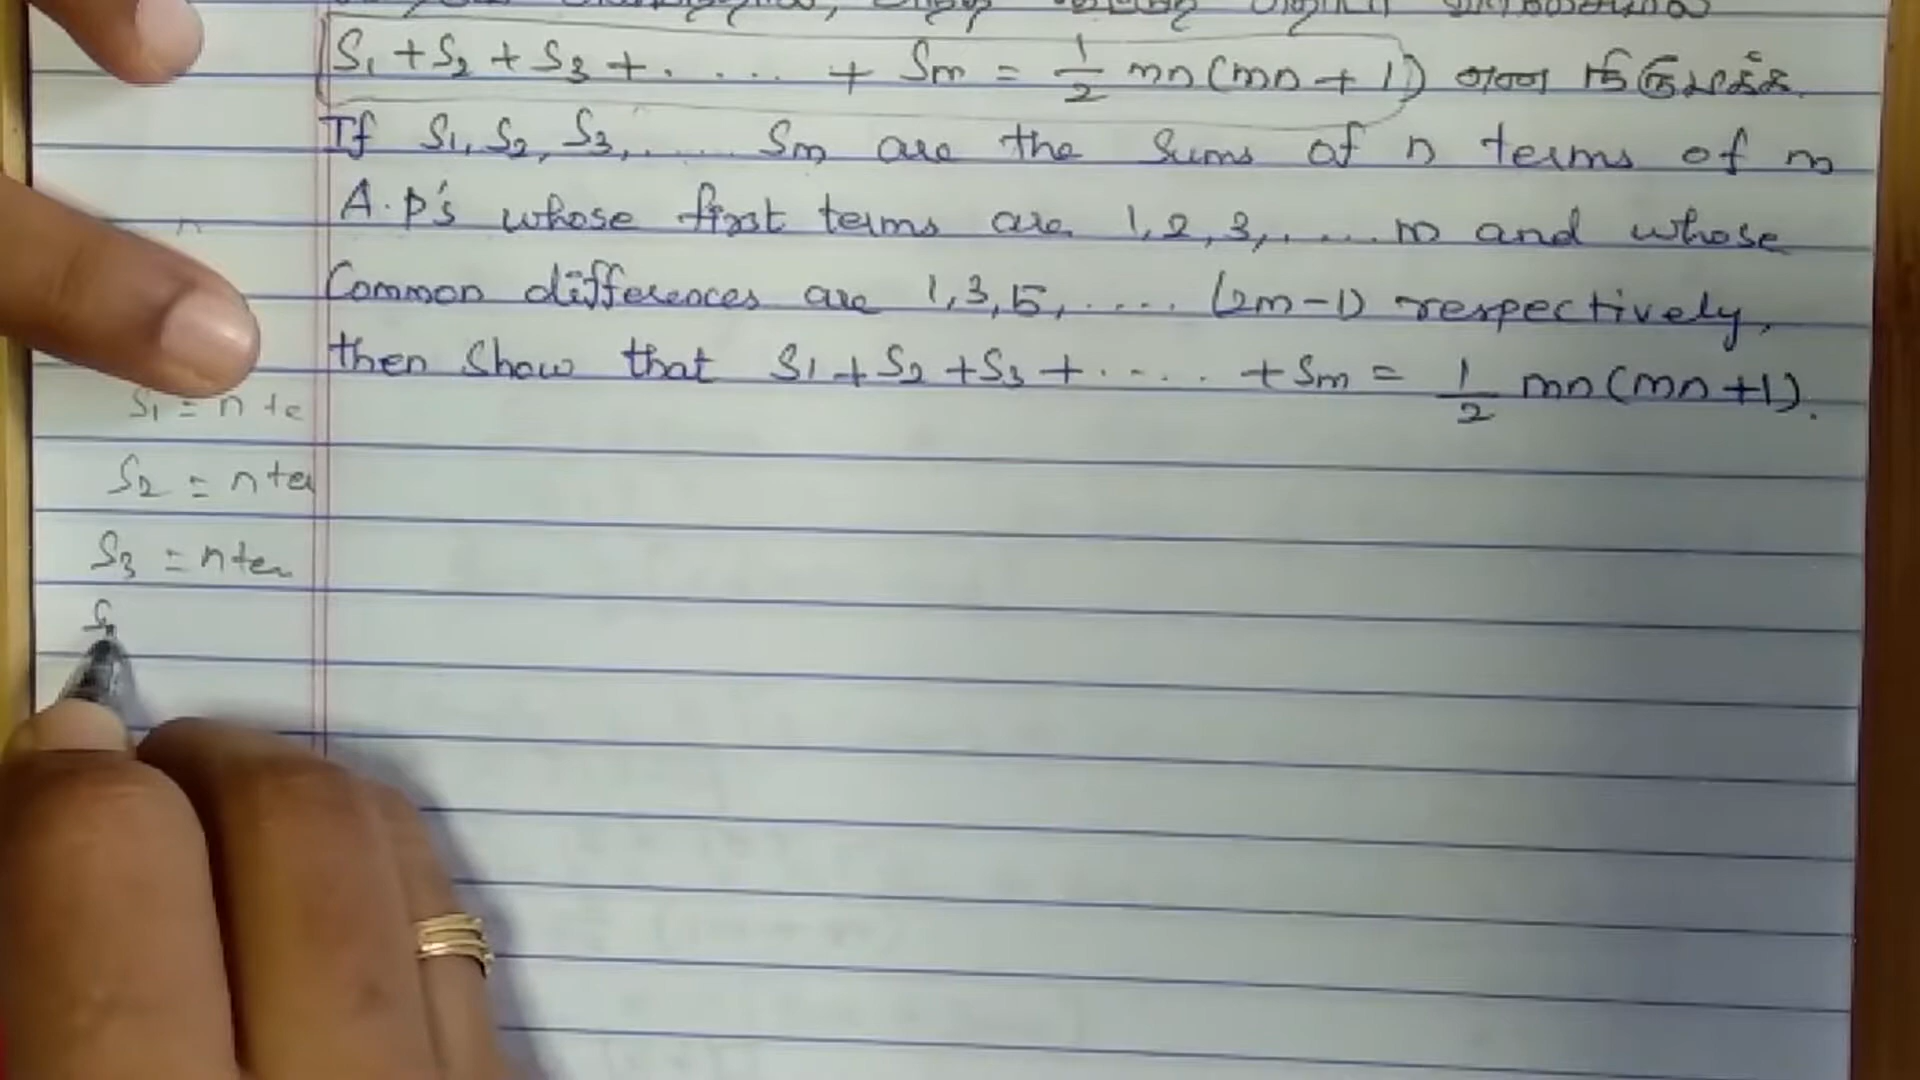 S1 + S2 + S3 + . . . . . + Sm = 1/2 mn (mn + 1) என நிரூபிக்க.
If S1, S2, S3, ..... Sm are the Sums of n terms of m
A.P's whose first terms are 1, 2, 3, ..... m and whose
Common differences are 1, 3, 5, .... (2m-1) respectively,
then Show that S1 + S2 + S3 + ..... + Sm = 1/2 mn (mn + 1).
S1 = n te
S2 = n te
S3 = n te